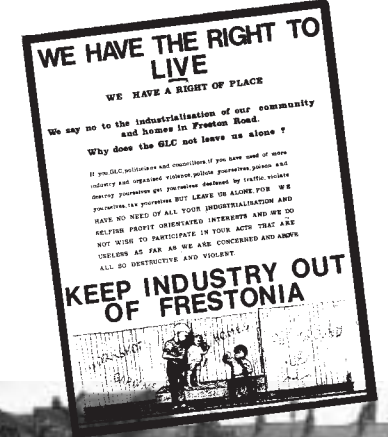 WE HAVE THE RIGHT TO
LIVE
WE HAVE A RIGHT OF PLACE
We say no to the industrialisation of our community
and homes in Freston Road.
Why does the GLC not leave us alone ?
If you, GLC, politicians and councillors, if you have need of more
industry and organised violence, pollute yourselves, poison and
destroy yourselves get yourselves deafened by traffic, violate
yourselves, tax yourselves BUT LEAVE US ALONE, FOR WE
HAVE NO NEED OF ALL YOUR INDUSTRIALISATION AND
SELFISH PROFIT ORIENTATED INTERESTS AND WE DO
NOT WISH TO PARTICIPATE IN YOUR ACTS THAT ARE
USELESS AS FAR AS WE ARE CONCERNED AND ABOVE
ALL SO DESTRUCTIVE AND VIOLENT.
KEEP INDUSTRY OUT
OF FRESTONIA